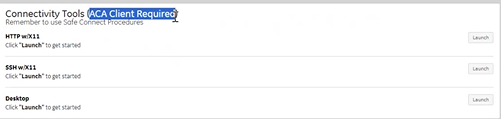 Connectivity Tools (ACA Client Required)
Remember to use Safe Connect Procedures
HTTP w/X11
Click "Launch" to get started
Launch
SSH w/X11
Click "Launch" to get started
Launch
Desktop
Click "Launch" to get started
Launch